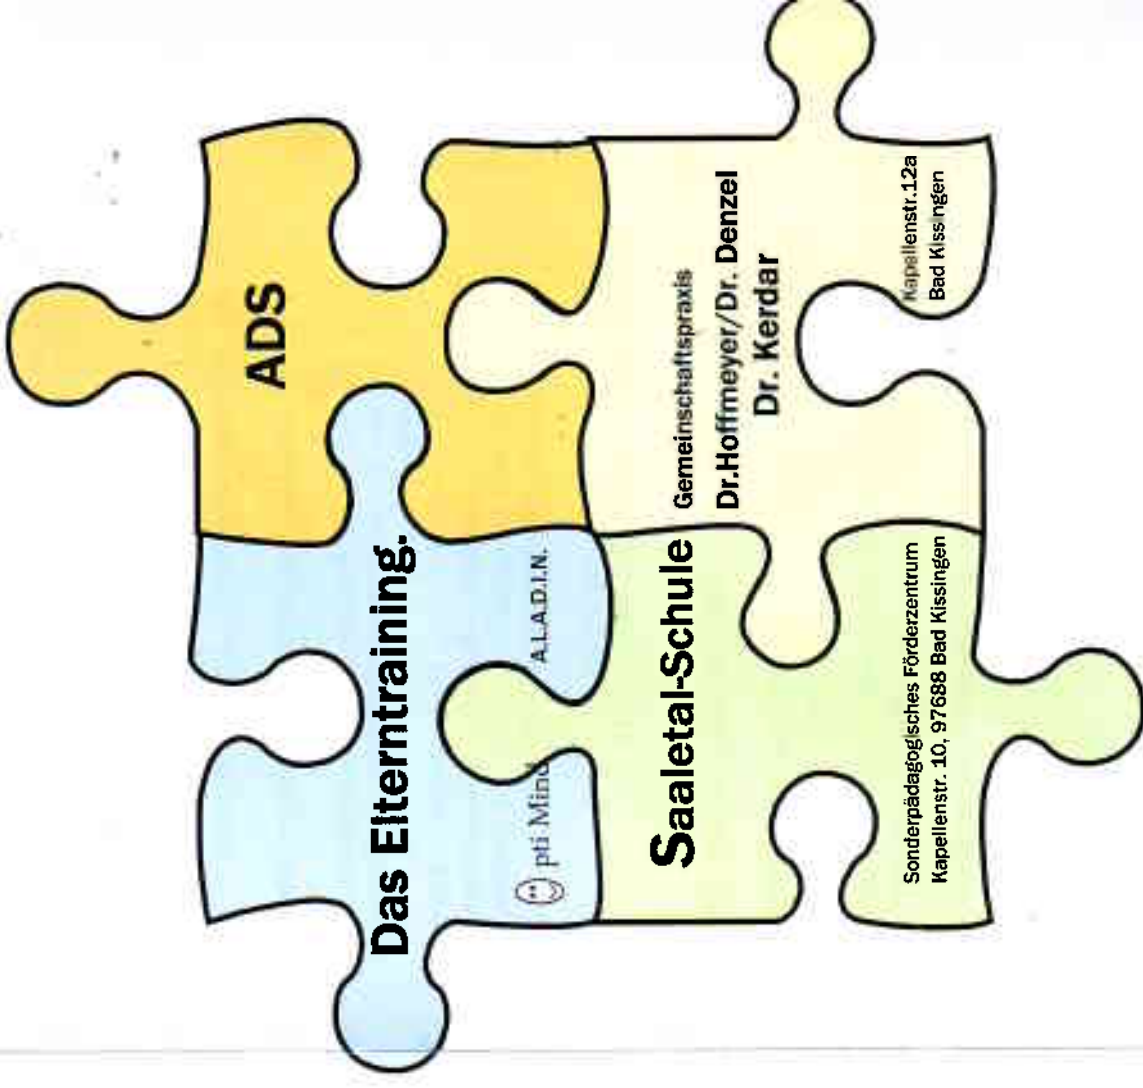 ADS
Das Elterntraining.
pti Mind A.L.A.D.I.N.
Saaletal-Schule
Sonderpädagogisches Förderzentrum
Kapellenstr. 10, 97688 Bad Kissingen
Gemeinschaftspraxis
Dr.Hoffmeyer/Dr. Denzel
Dr. Kerdar
Kapellenstr.12a
Bad Kissingen